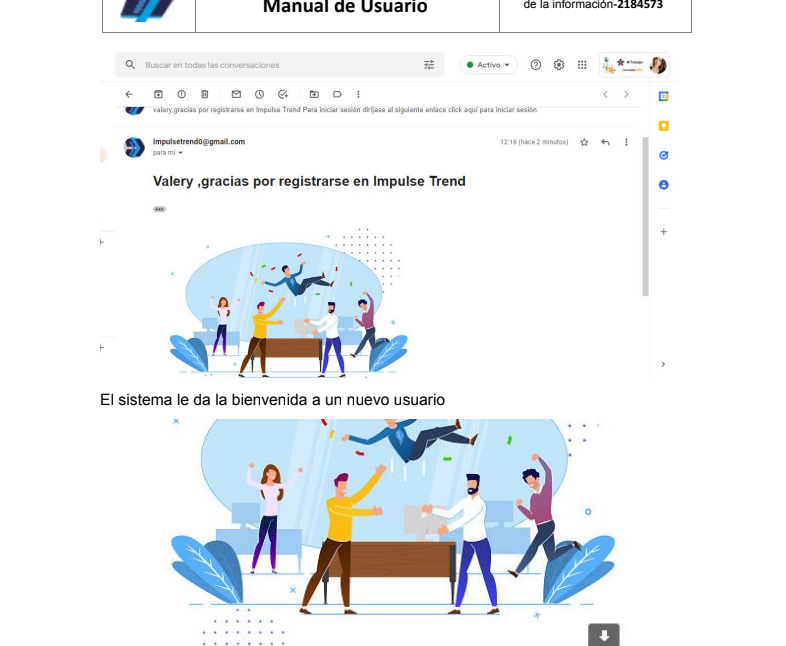 Manual de Usuario
de la información-2184573
Buscar en todas las conversaciones
Activo
valery,gracias por registrarse en Impulse Trend Para iniciar sesión diríjase al siguiente enlace click aquí para iniciar sesión
impulsetrend0@gmail.com
12:16 (hace 2 minutos)
para mí
Valery ,gracias por registrarse en Impulse Trend
El sistema le da la bienvenida a un nuevo usuario